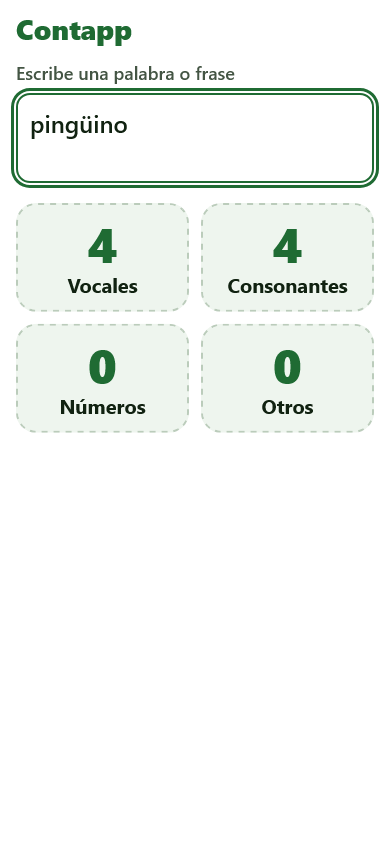 Contapp
Escribe una palabra o frase
pingüino
4
Vocales
4
Consonantes
0
Números
0
Otros